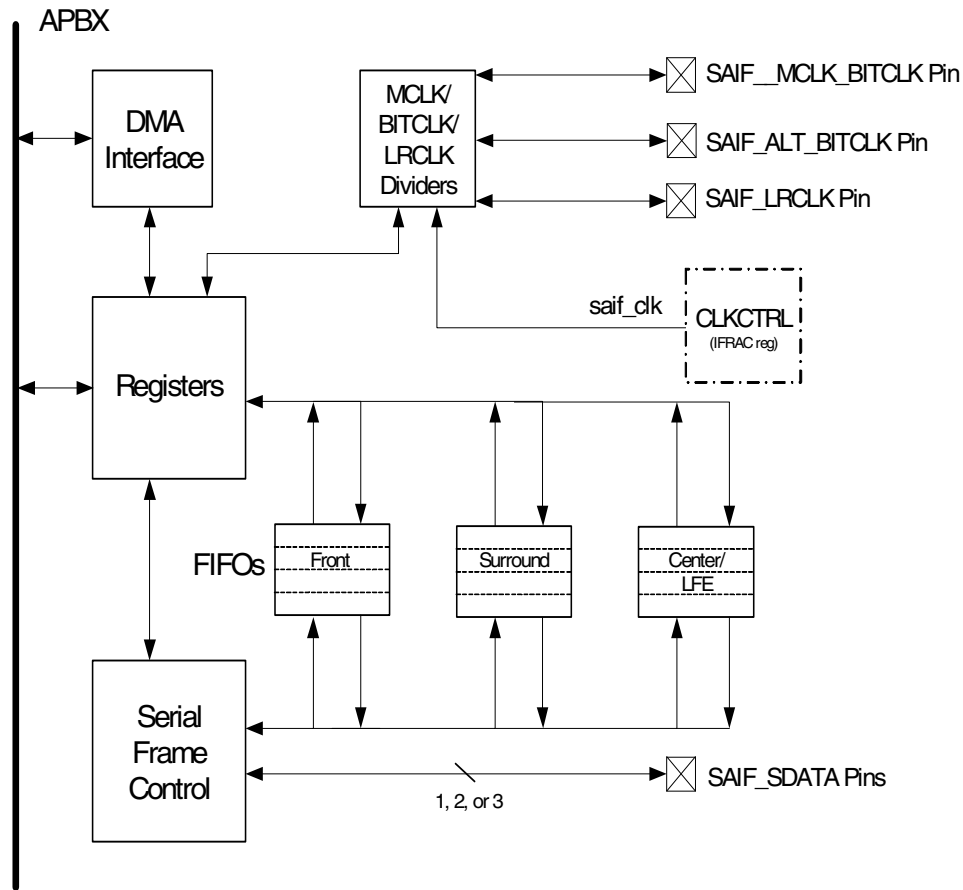 APBX
DMA
Interface
MCLK/
BITCLK/
LRCLK
Dividers
SAIF__MCLK_BITCLK Pin
SAIF_ALT_BITCLK Pin
SAIF_LRCLK Pin
saif_clk
CLKCTRL
(IFRAC reg)
Registers
FIFOs
Front
Surround
Center/
LFE
Serial
Frame
Control
1, 2, or 3
SAIF_SDATA Pins